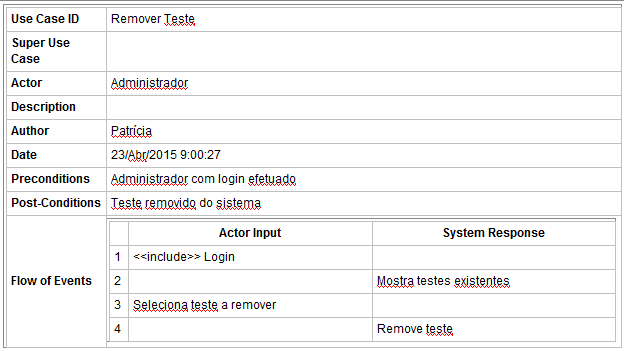 Use Case ID Remover Teste
Super Use
Case
Actor Administrador
Description
Author Patrícia
Date 23/Abr/2015 9:00:27
Preconditions Administrador com login efetuado
Post-Conditions Teste removido do sistema
Flow of Events
Actor Input System Response
1 <<include>> Login
2 Mostra testes existentes
3 Seleciona teste a remover
4 Remove teste